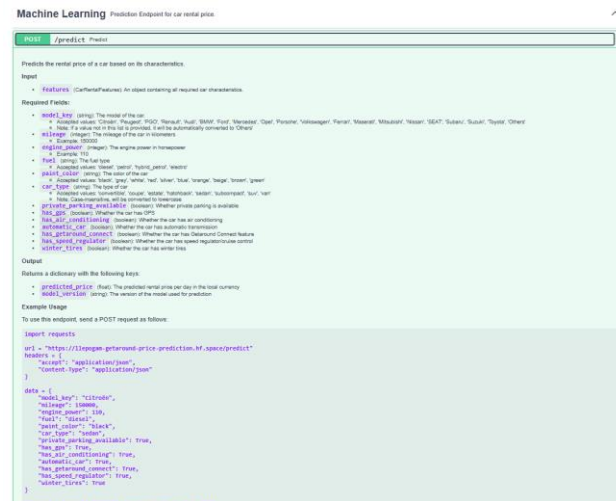 Machine Learning Prediction Endpoint for car rental price.
POST /predict Predict
Predicts the rental price of a car based on its characteristics.
Input
• features (CarRentalFeatures): An object containing all required car characteristics.
Required Fields:
• model_key (string): The model of the car
Accepted values: 'Citroën', 'Peugeot', 'PGO', 'Renault', 'Audi', 'BMW', 'Ford', 'Mercedes', 'Opel', 'Porsche', 'Volkswagen', 'Ferrari', 'Maserati', 'Mitsubishi', 'Nissan', 'SEAT', 'Subaru', 'Suzuki', 'Toyota', 'Others'
Note: If a value not in this list is provided, it will be automatically converted to 'Others'
• mileage (integer): The mileage of the car in kilometers
Example: 150000
• engine_power (integer): The engine power in horsepower
Example: 110
• fuel (string): The fuel type
Accepted values: 'diesel', 'petrol', 'hybrid_petrol', 'electro'
• paint_color (string): The color of the car
Accepted values: 'black', 'grey', 'white', 'red', 'silver', 'blue', 'orange', 'beige', 'brown', 'green'
• car_type (string): The type of car
Accepted values: 'convertible', 'coupe', 'estate', 'hatchback', 'sedan', 'subcompact', 'suv', 'van'
Note: Case-insensitive, will be converted to lowercase
• private_parking_available (boolean): Whether private parking is available
• has_gps (boolean): Whether the car has GPS
• has_air_conditioning (boolean): Whether the car has air conditioning
• automatic_car (boolean): Whether the car has automatic transmission
• has_getaround_connect (boolean): Whether the car has Getaround Connect feature
• has_speed_regulator (boolean): Whether the car has speed regulator/cruise control
• winter_tires (boolean): Whether the car has winter tires
Output
Returns a dictionary with the following keys:
• predicted_price (float): The predicted rental price per day in the local currency
• model_version (string): The version of the model used for prediction
Example Usage
To use this endpoint, send a POST request as follows:
import requests
url = "https://llepogam-getaround-price-prediction.hf.space/predict"
headers = {
"accept": "application/json",
"Content-Type": "application/json"
}
data = {
"model_key": "Citroën",
"mileage": 150000,
"engine_power": 110,
"fuel": "diesel",
"paint_color": "black",
"car_type": "sedan",
"private_parking_available": True,
"has_gps": True,
"has_air_conditioning": True,
"automatic_car": True,
"has_getaround_connect": True,
"has_speed_regulator": True,
"winter_tires": True
}